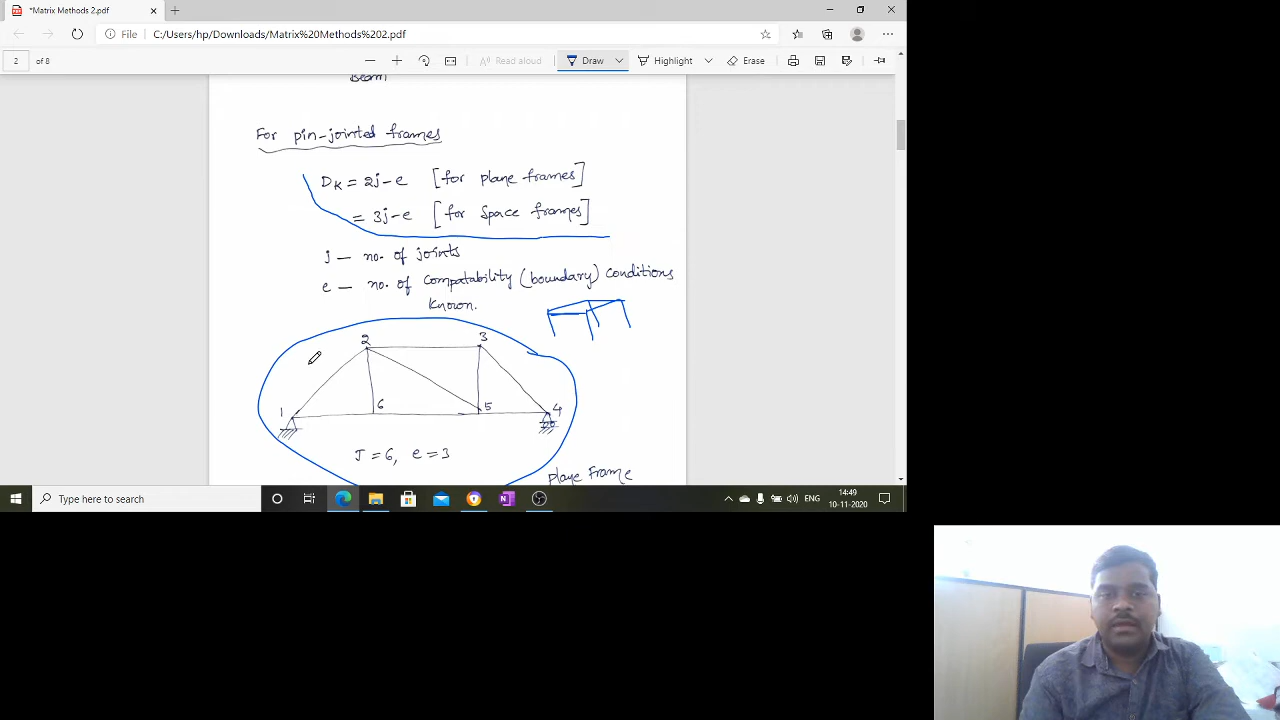 *Matrix Methods 2.pdf
File C:/Users/hp/Downloads/Matrix%20Methods%202.pdf
2 of 8 Read aloud Draw Highlight Erase
Beam
For pin-jointed frames
DK = 2j-e [for plane frames]
= 3j-e [for Space frames]
J — no. of joints
e — no. of compatability (boundary) conditions
Known.
2 3
1 6 5 4
J = 6, e = 3
plane Frame
Type here to search
ENG
14:49
10-11-2020